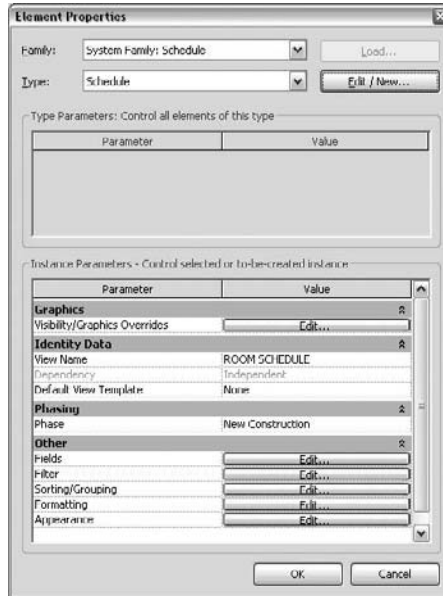 Element Properties
Family: System Family: Schedule Load...
Type: Schedule Edit / New...
Type Parameters: Control all elements of this type
Parameter Value
Instance Parameters - Control selected or to-be-created instance
Parameter Value
Graphics
Visibility/Graphics Overrides Edit...
Identity Data
View Name ROOM SCHEDULE
Dependency Independent
Default View Template None
Phasing
Phase New Construction
Other
Fields Edit...
Filter Edit...
Sorting/Grouping Edit...
Formatting Edit...
Appearance Edit...
OK Cancel